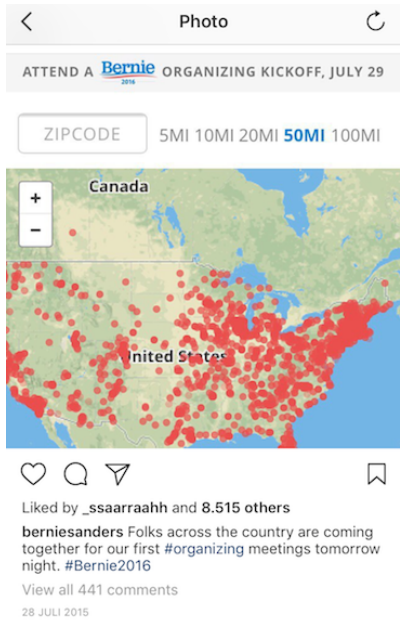 Photo
ATTEND A Bernie 2016 ORGANIZING KICKOFF, JULY 29
ZIPCODE 5MI 10MI 20MI 50MI 100MI
+
Canada
−
United States
Liked by _ssaarraahh and 8.515 others
berniesanders Folks across the country are coming
together for our first #organizing meetings tomorrow
night. #Bernie2016
View all 441 comments
28 JULI 2015